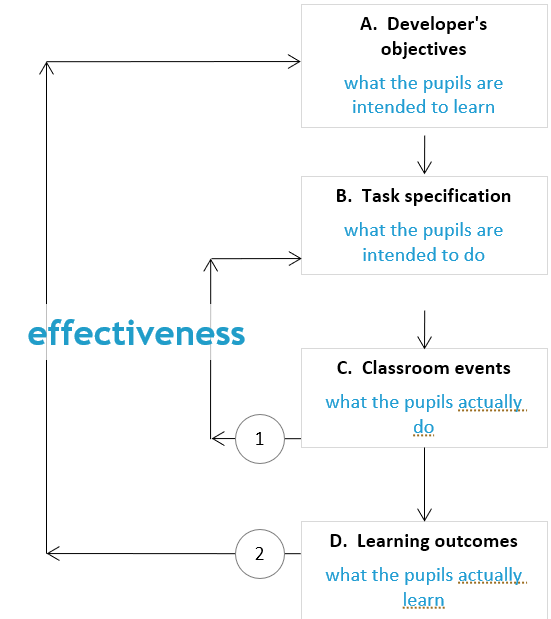 A. Developer's
objectives
what the pupils are
intended to learn
B. Task specification
what the pupils are
intended to do
effectiveness
C. Classroom events
what the pupils actually
do
1
D. Learning outcomes
2
what the pupils actually
learn